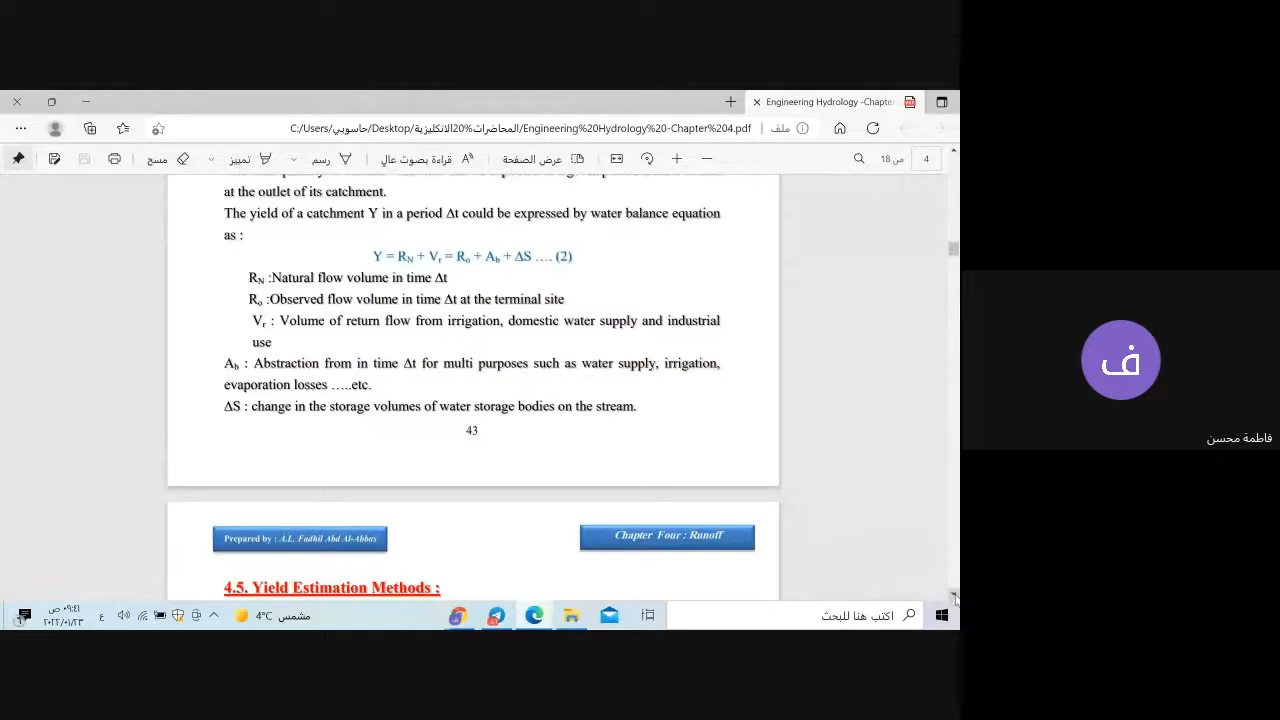 Engineering Hydrology -Chapte
C:/Users/حاسوبي/Desktop/المحاضرات%20الانكليزية/Engineering%20Hydrology%20-Chapter%204.pdf
ملف
4
من 18
عرض الصفحة
قراءة بصوت عالٍ
رسم
تمييز
مسح
at the outlet of its catchment.
The yield of a catchment Y in a period Δt could be expressed by water balance equation
as :
Y = RN + Vr = Ro + Ab + ΔS …. (2)
RN :Natural flow volume in time Δt
Ro :Observed flow volume in time Δt at the terminal site
Vr : Volume of return flow from irrigation, domestic water supply and industrial
use
Ab : Abstraction from in time Δt for multi purposes such as water supply, irrigation,
evaporation losses …..etc.
ΔS : change in the storage volumes of water storage bodies on the stream.
43
Prepared by : A.L. Fadhil Abd Al-Abbas
Chapter Four : Runoff
4.5. Yield Estimation Methods :
ف
فاطمة محسن
اكتب هنا للبحث
4°C مشمس
ع
٠٩:٤١ ص
٢٠٢٢/٠١/٢٣